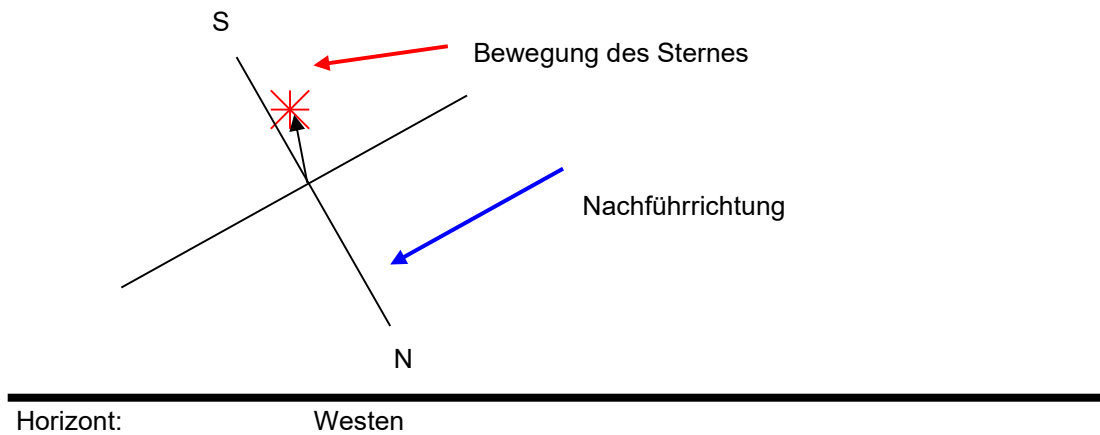 S
Bewegung des Sternes
Nachführrichtung
N
Horizont: Westen